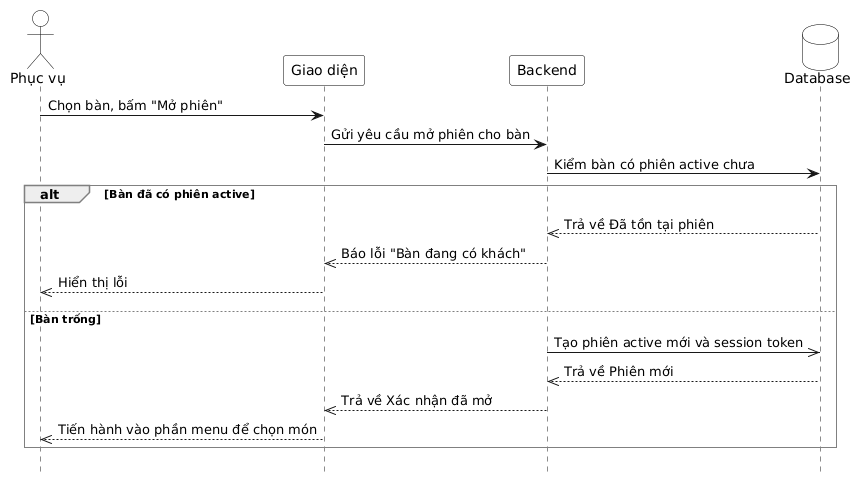 Phục vụ
Giao diện
Backend
Database
Chọn bàn, bấm "Mở phiên"
Gửi yêu cầu mở phiên cho bàn
Kiểm bàn có phiên active chưa
alt
[Bàn đã có phiên active]
Trả về Đã tồn tại phiên
Báo lỗi "Bàn đang có khách"
Hiển thị lỗi
[Bàn trống]
Tạo phiên active mới và session token
Trả về Phiên mới
Trả về Xác nhận đã mở
Tiến hành vào phần menu để chọn món